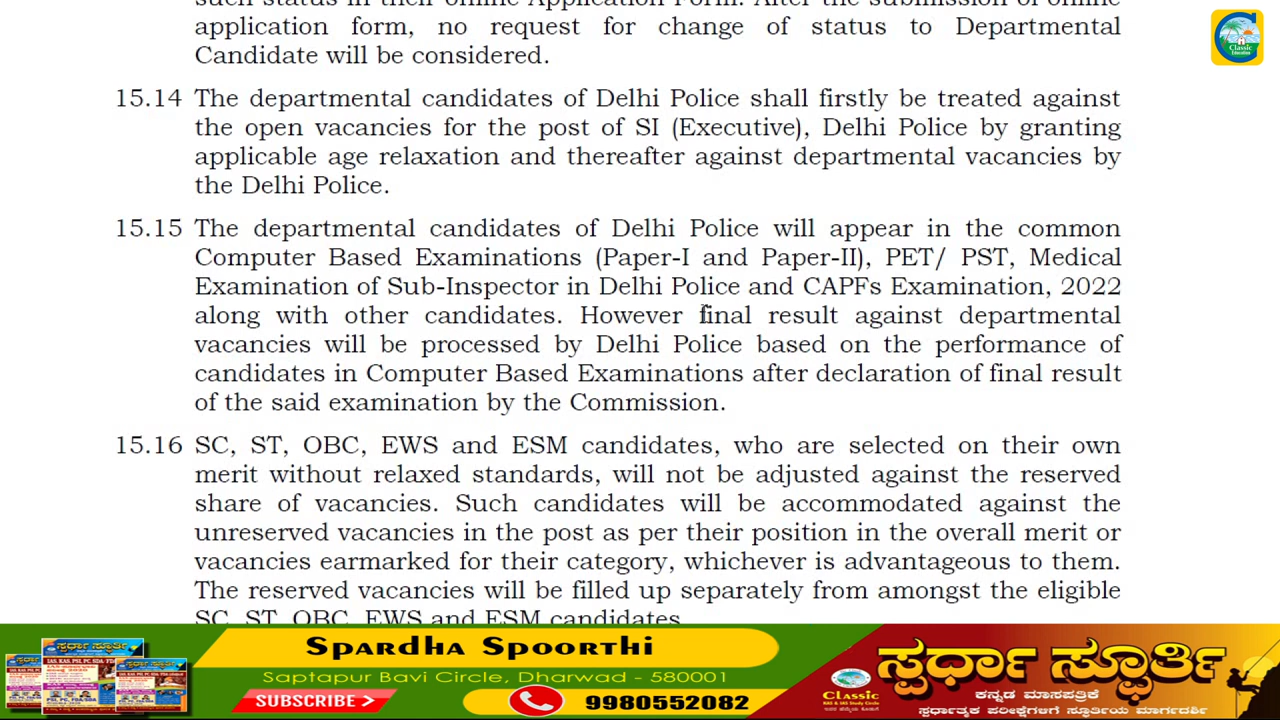 such status in their online Application Form. After the submission of online
application form, no request for change of status to Departmental
Candidate will be considered.
15.14 The departmental candidates of Delhi Police shall firstly be treated against
the open vacancies for the post of SI (Executive), Delhi Police by granting
applicable age relaxation and thereafter against departmental vacancies by
the Delhi Police.
15.15 The departmental candidates of Delhi Police will appear in the common
Computer Based Examinations (Paper-I and Paper-II), PET/ PST, Medical
Examination of Sub-Inspector in Delhi Police and CAPFs Examination, 2022
along with other candidates. However final result against departmental
vacancies will be processed by Delhi Police based on the performance of
candidates in Computer Based Examinations after declaration of final result
of the said examination by the Commission.
15.16 SC, ST, OBC, EWS and ESM candidates, who are selected on their own
merit without relaxed standards, will not be adjusted against the reserved
share of vacancies. Such candidates will be accommodated against the
unreserved vacancies in the post as per their position in the overall merit or
vacancies earmarked for their category, whichever is advantageous to them.
The reserved vacancies will be filled up separately from amongst the eligible
SC, ST, OBC, EWS and ESM candidates.
Classic
Education
Spardha Spoorthi
Saptapur Bavi Circle, Dharwad - 580001
SUBSCRIBE >
9980552082
Classic
KAS & IAS Study Circle
ಸ್ಪರ್ಧಾ ಸ್ಫೂರ್ತಿ
ಕನ್ನಡ ಮಾಸಪತ್ರಿಕೆ
ಸ್ಪರ್ಧಾತ್ಮಕ ಪರೀಕ್ಷೆಗಳಿಗೆ ಸ್ಫೂರ್ತಿಯ ಮಾರ್ಗದರ್ಶಿ